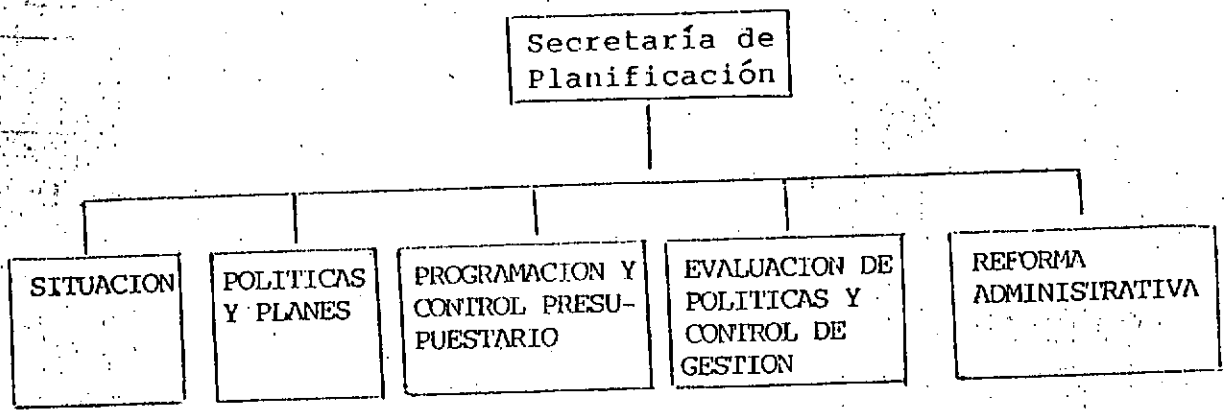 Secretaría de
Planificación
SITUACION
POLITICAS
Y PLANES
PROGRAMACION Y
CONTROL PRESU-
PUESTARIO
EVALUACION DE
POLITICAS Y
CONTROL DE
GESTION
REFORMA
ADMINISTRATIVA